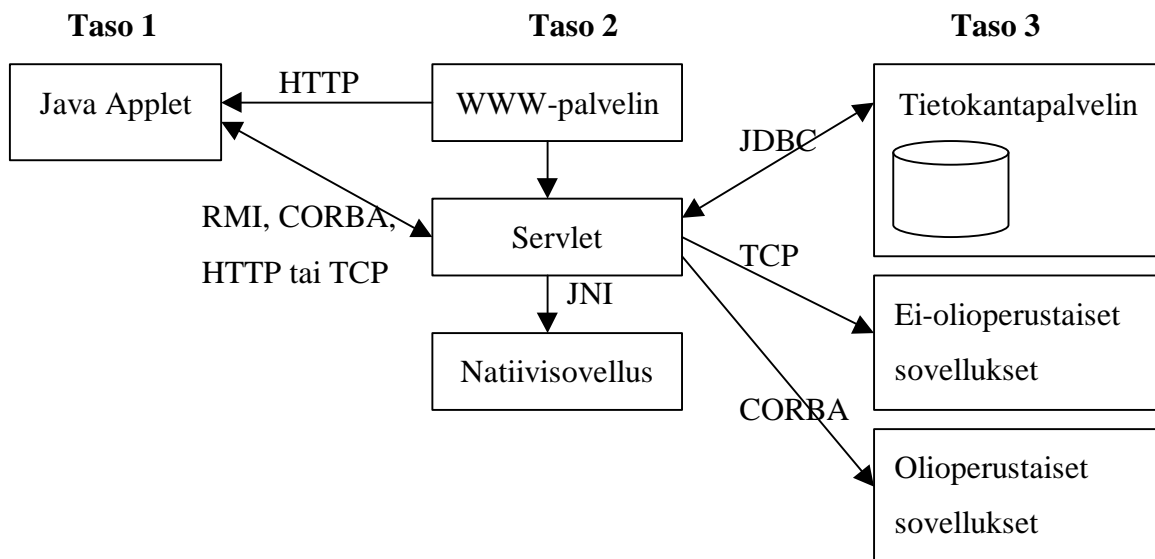 Taso 1
Taso 2
Taso 3
Java Applet
HTTP
WWW-palvelin
Tietokantapalvelin
JDBC
RMI, CORBA,
HTTP tai TCP
Servlet
TCP
JNI
Ei-olioperustaiset
sovellukset
Natiivisovellus
CORBA
Olioperustaiset
sovellukset